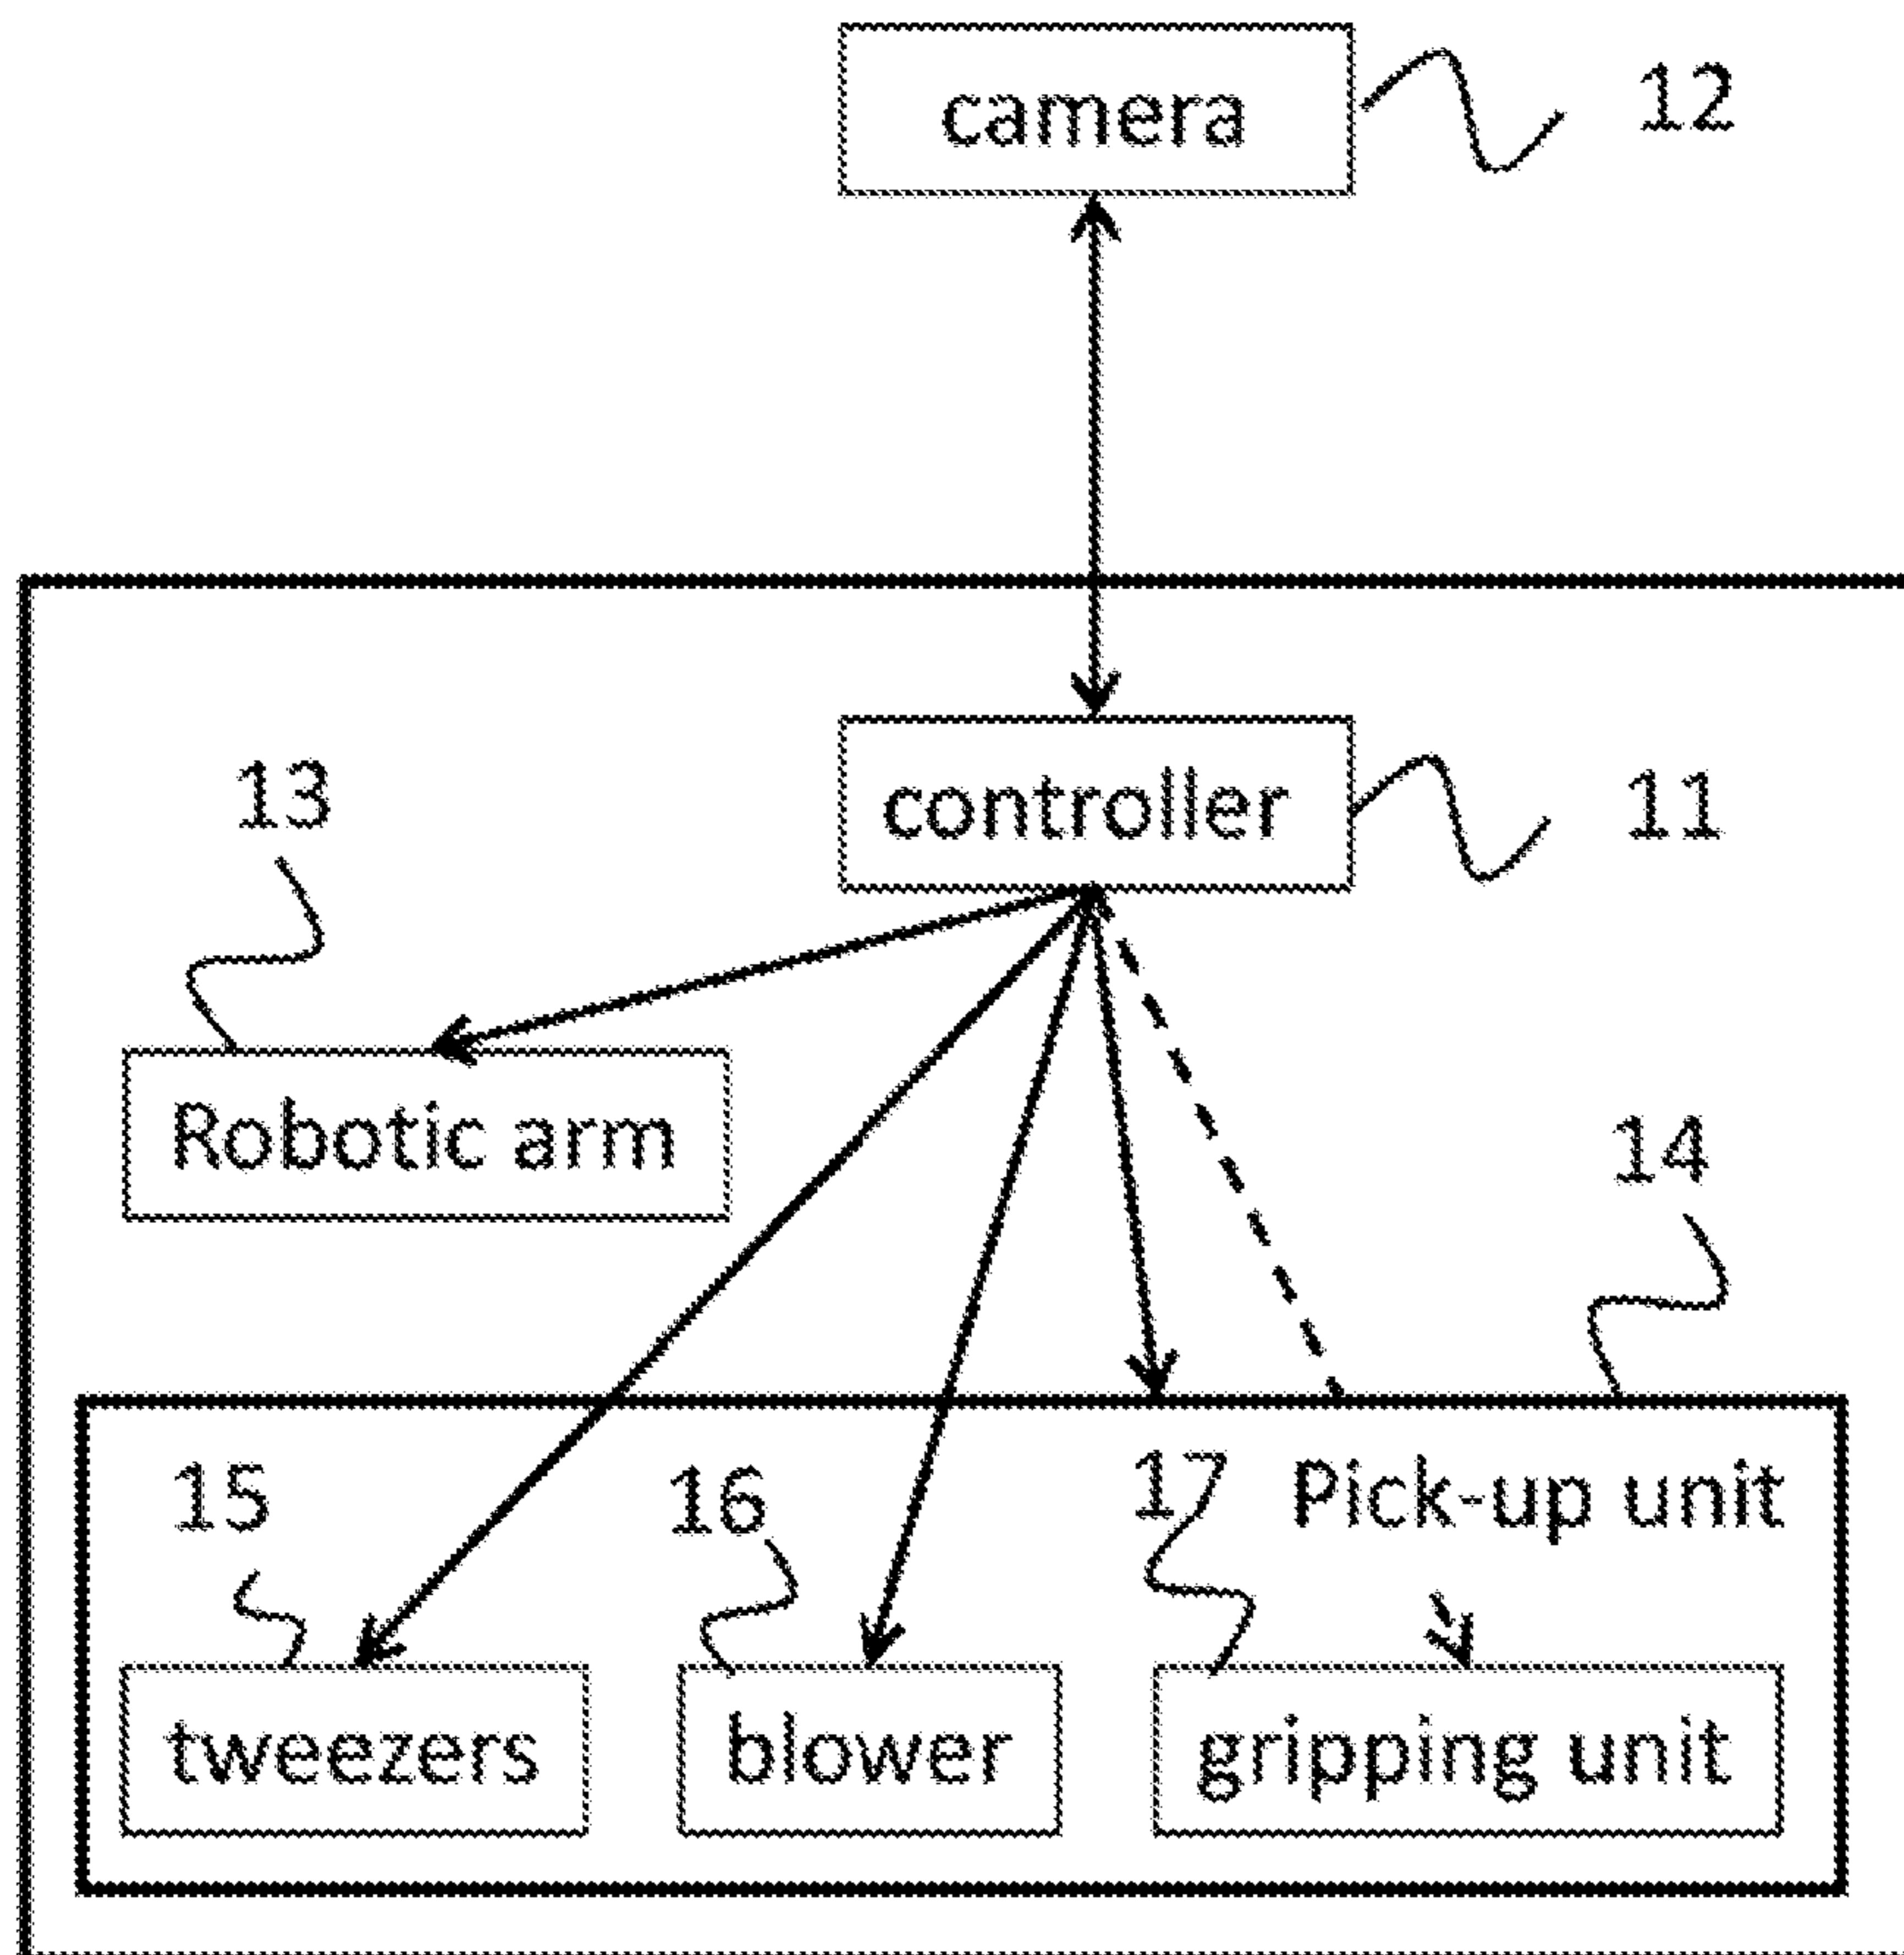 camera
12
controller
11
13
Robotic arm
14
15
16
17
Pick-up unit
tweezers
blower
gripping unit